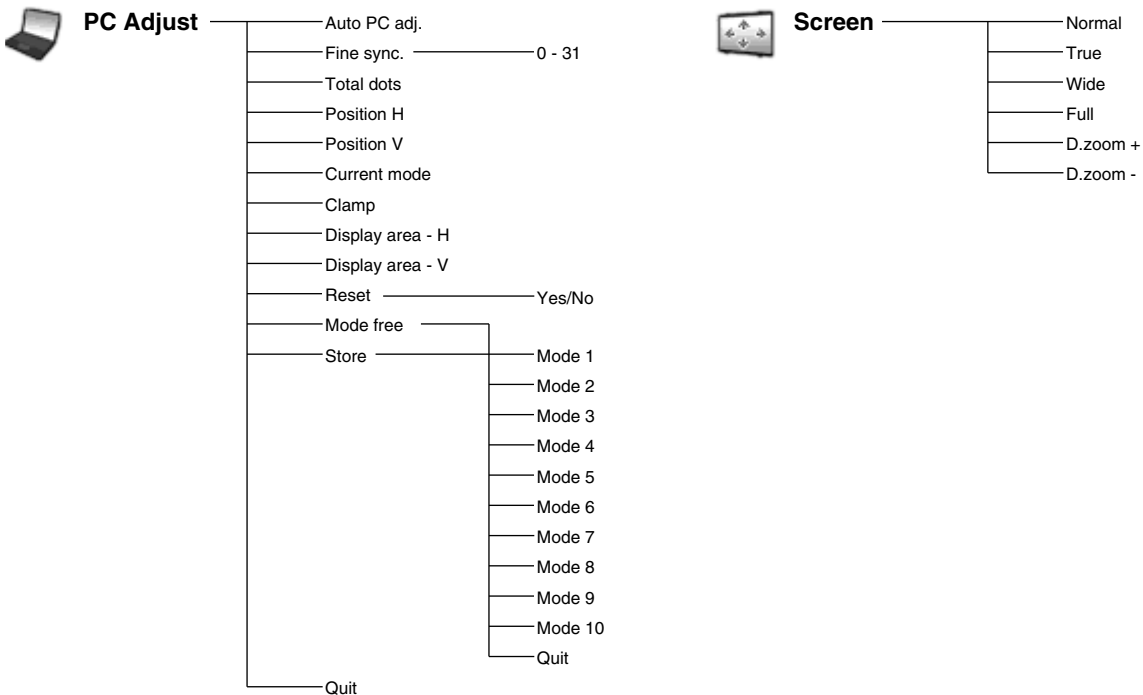 PC Adjust
Auto PC adj.
Fine sync.
0 - 31
Total dots
Position H
Position V
Current mode
Clamp
Display area - H
Display area - V
Reset
Yes/No
Mode free
Store
Mode 1
Mode 2
Mode 3
Mode 4
Mode 5
Mode 6
Mode 7
Mode 8
Mode 9
Mode 10
Quit
Quit
Screen
Normal
True
Wide
Full
D.zoom +
D.zoom -